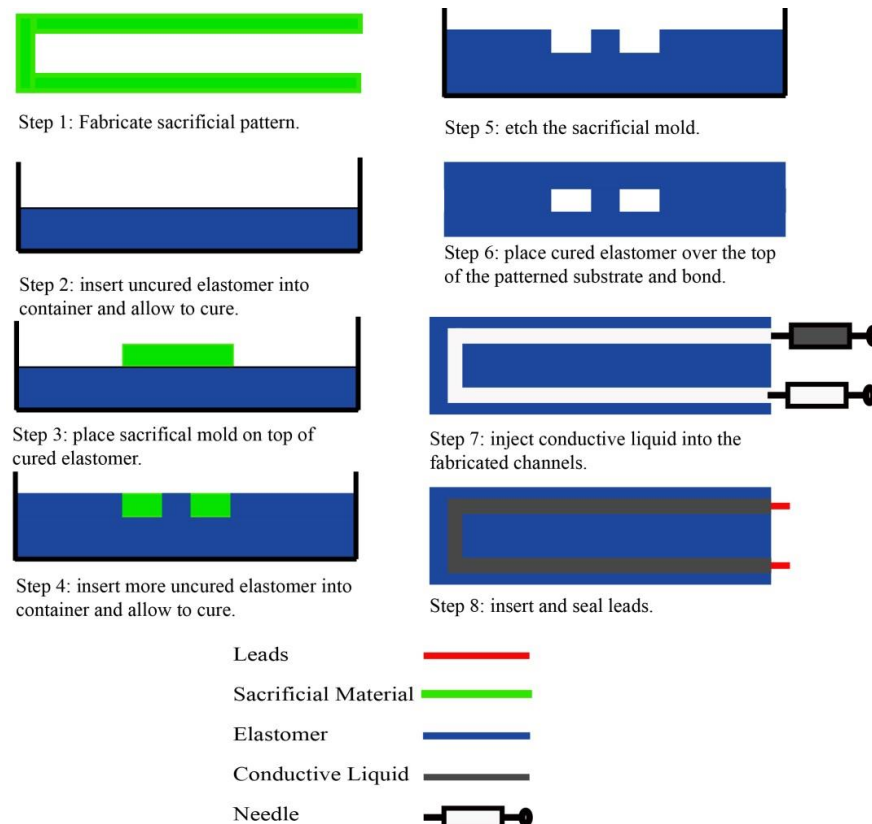 Step 1: Fabricate sacrificial pattern.
Step 2: insert uncured elastomer into
container and allow to cure.
Step 3: place sacrifical mold on top of
cured elastomer.
Step 4: insert more uncured elastomer into
container and allow to cure.
Step 5: etch the sacrificial mold.
Step 6: place cured elastomer over the top
of the patterned substrate and bond.
Step 7: inject conductive liquid into the
fabricated channels.
Step 8: insert and seal leads.
Leads
Sacrificial Material
Elastomer
Conductive Liquid
Needle